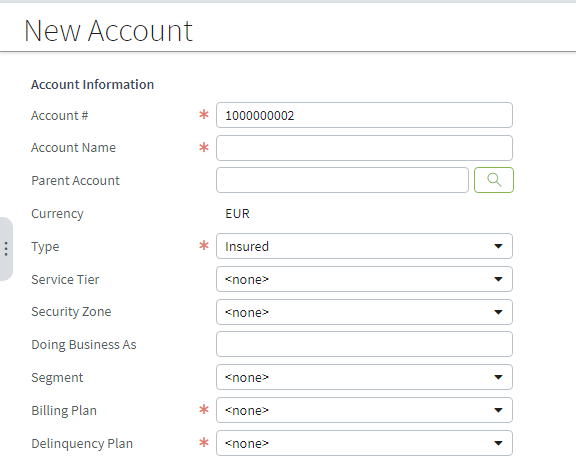 New Account
Account Information
Account # * 1000000002
Account Name *
Parent Account
Currency EUR
Type * Insured
Service Tier <none>
Security Zone <none>
Doing Business As
Segment <none>
Billing Plan * <none>
Delinquency Plan * <none>